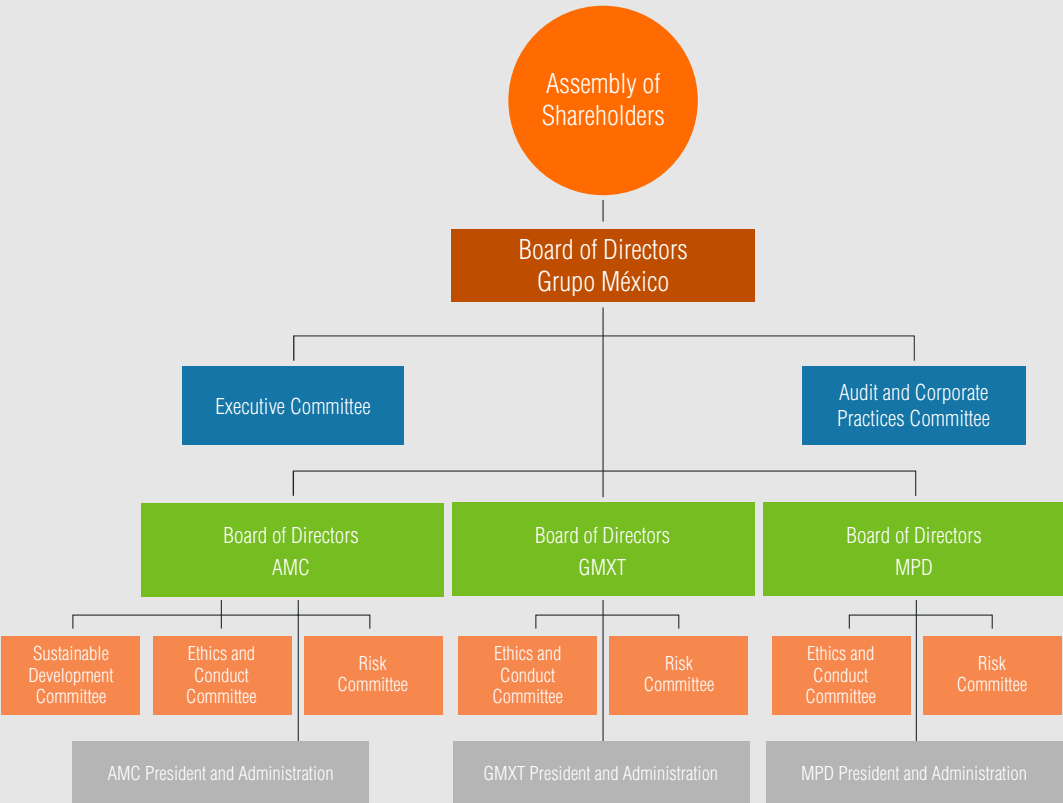 Assembly of
Shareholders
Board of Directors
Grupo México
Executive Committee
Audit and Corporate
Practices Committee
Board of Directors
AMC
Board of Directors
GMXT
Board of Directors
MPD
Sustainable
Development
Committee
Ethics and
Conduct
Committee
Risk
Committee
Ethics and
Conduct
Committee
Risk
Committee
Ethics and
Conduct
Committee
Risk
Committee
AMC President and Administration
GMXT President and Administration
MPD President and Administration